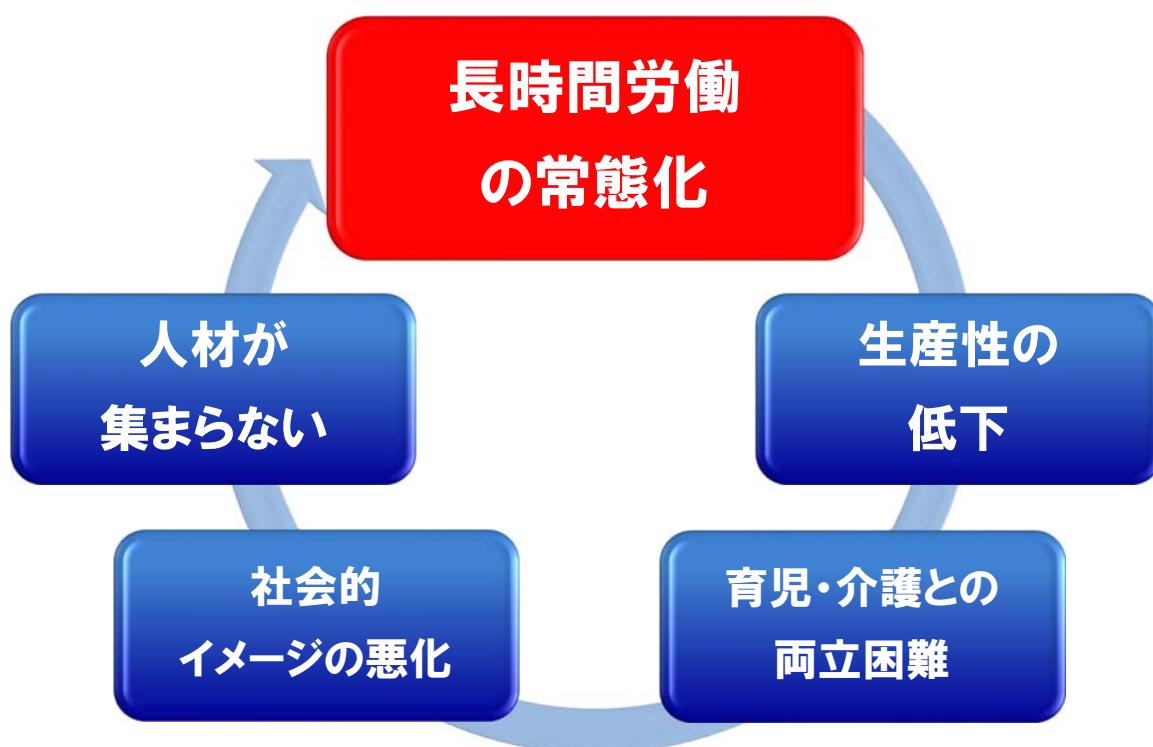 長時間労働
の常態化
生産性の
低下
育児・介護との
両立困難
社会的
イメージの悪化
人材が
集まらない